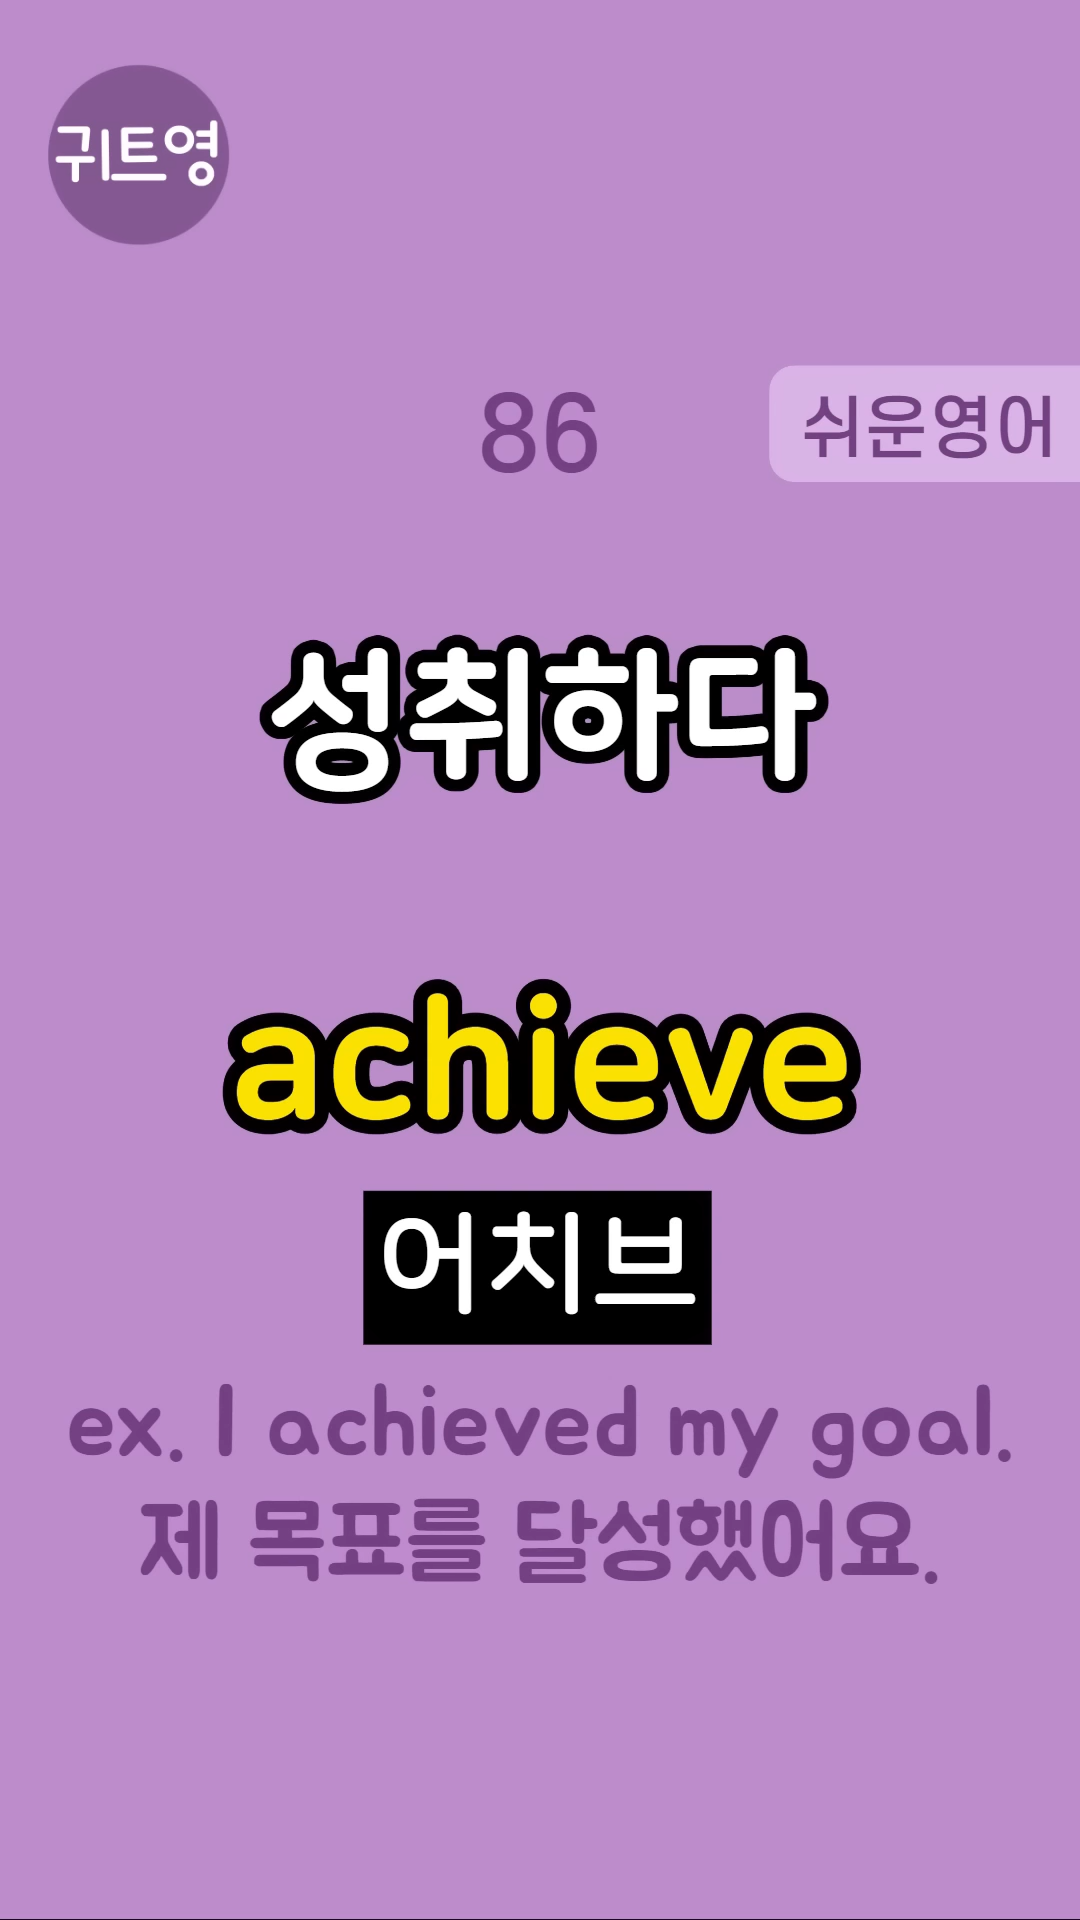 귀트영
86
쉬운영어
성취하다
achieve
어치브
ex. I achieved my goal.
제 목표를 달성했어요.